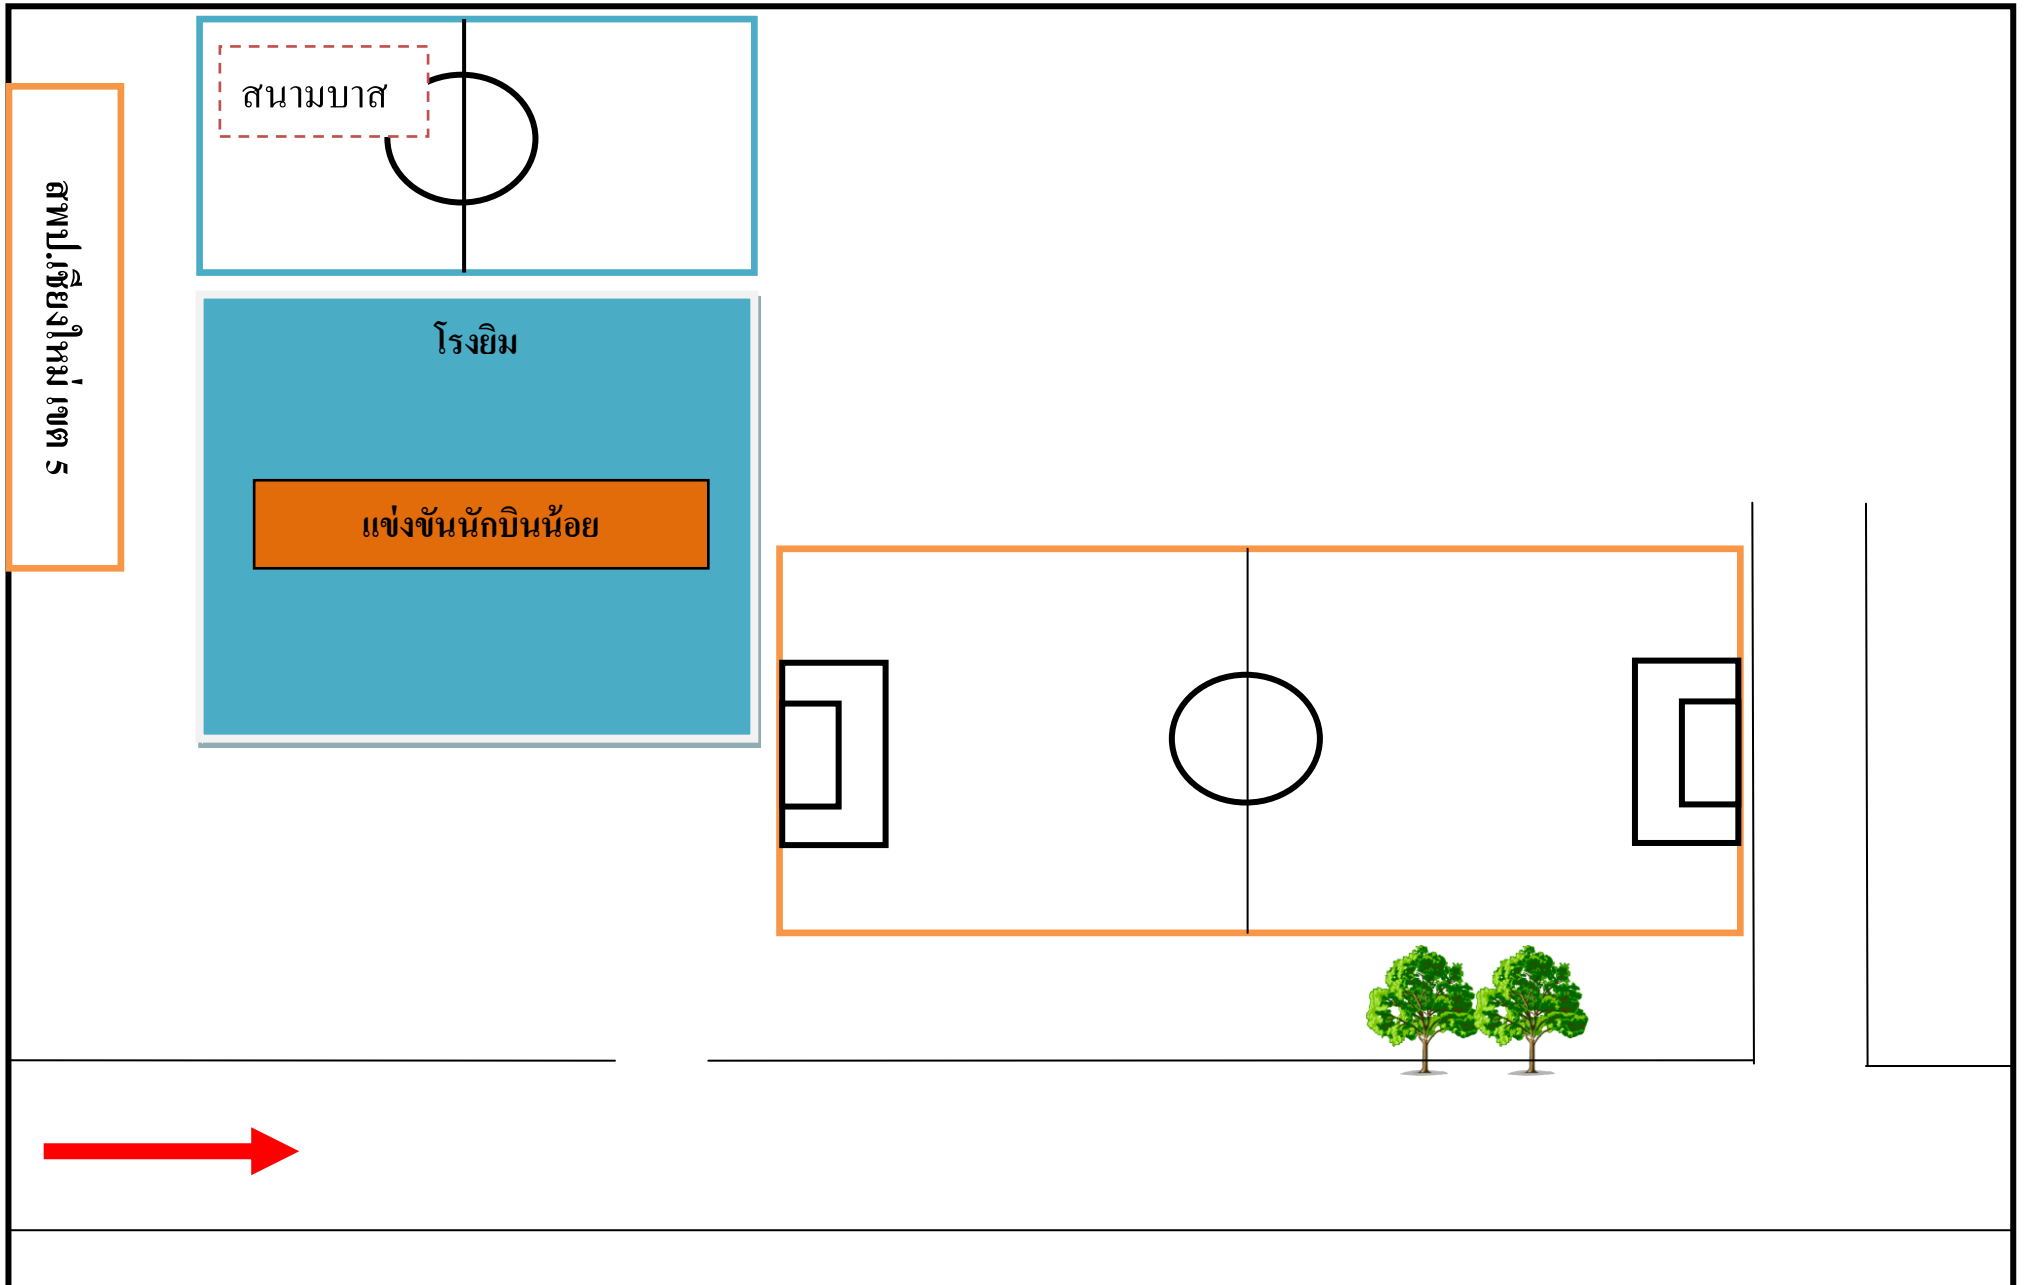 สนามบาส
สพป.เชียงใหม่ เขต 5
โรงยิม
แข่งขันนักบินน้อย